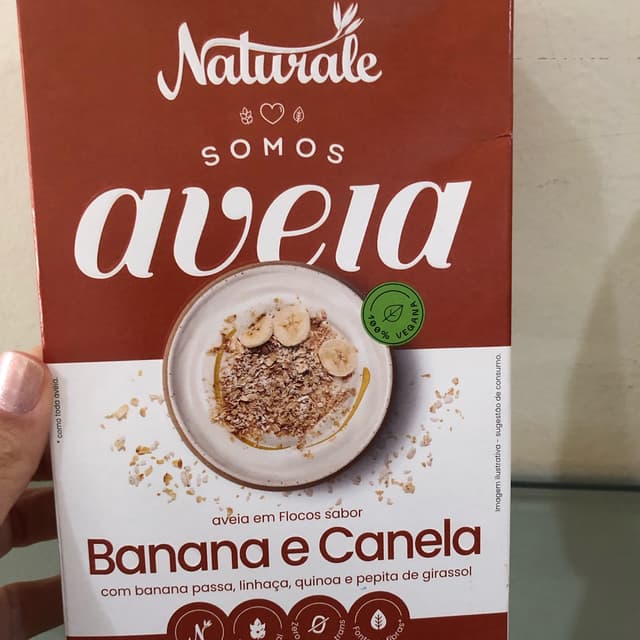 Naturale
SOMOS
aveia
100% VEGANA
* como toda aveia.
Imagem ilustrativa - sugestão de consumo.
aveia em Flocos sabor
Banana e Canela
com banana passa, linhaça, quinoa e pepita de girassol